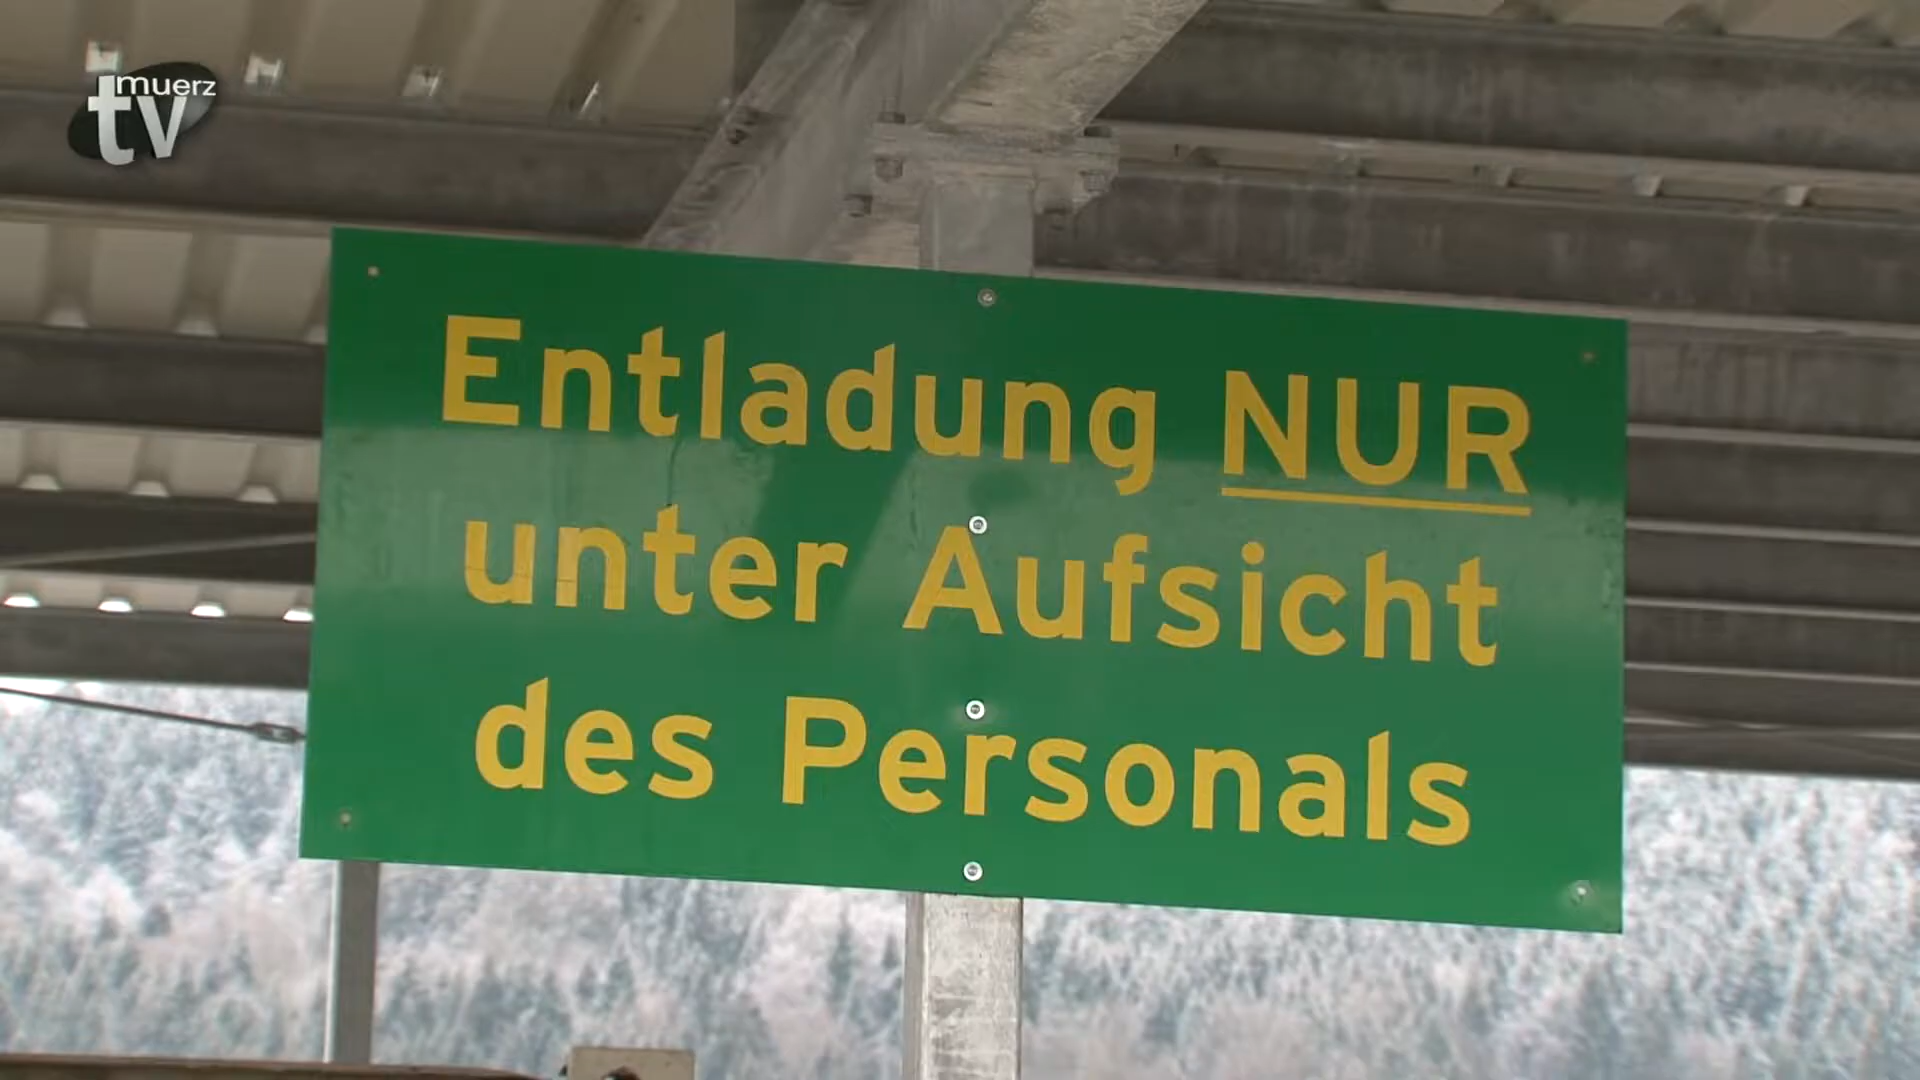 muerz
tv
Entladung NUR
unter Aufsicht
des Personals